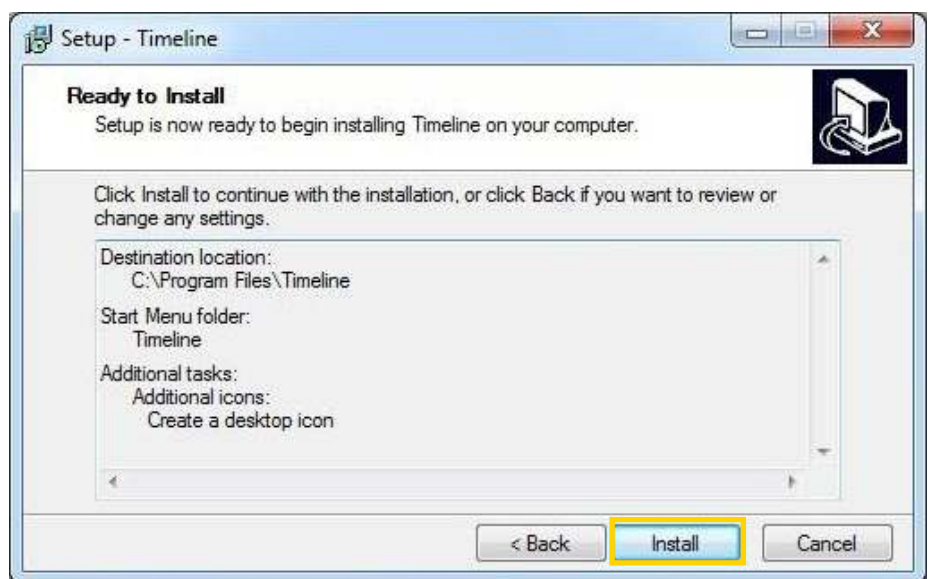 Setup - Timeline
Ready to Install
Setup is now ready to begin installing Timeline on your computer.
Click Install to continue with the installation, or click Back if you want to review or
change any settings.
Destination location:
C:\Program Files\Timeline
Start Menu folder:
Timeline
Additional tasks:
Additional icons:
Create a desktop icon
< Back
Install
Cancel